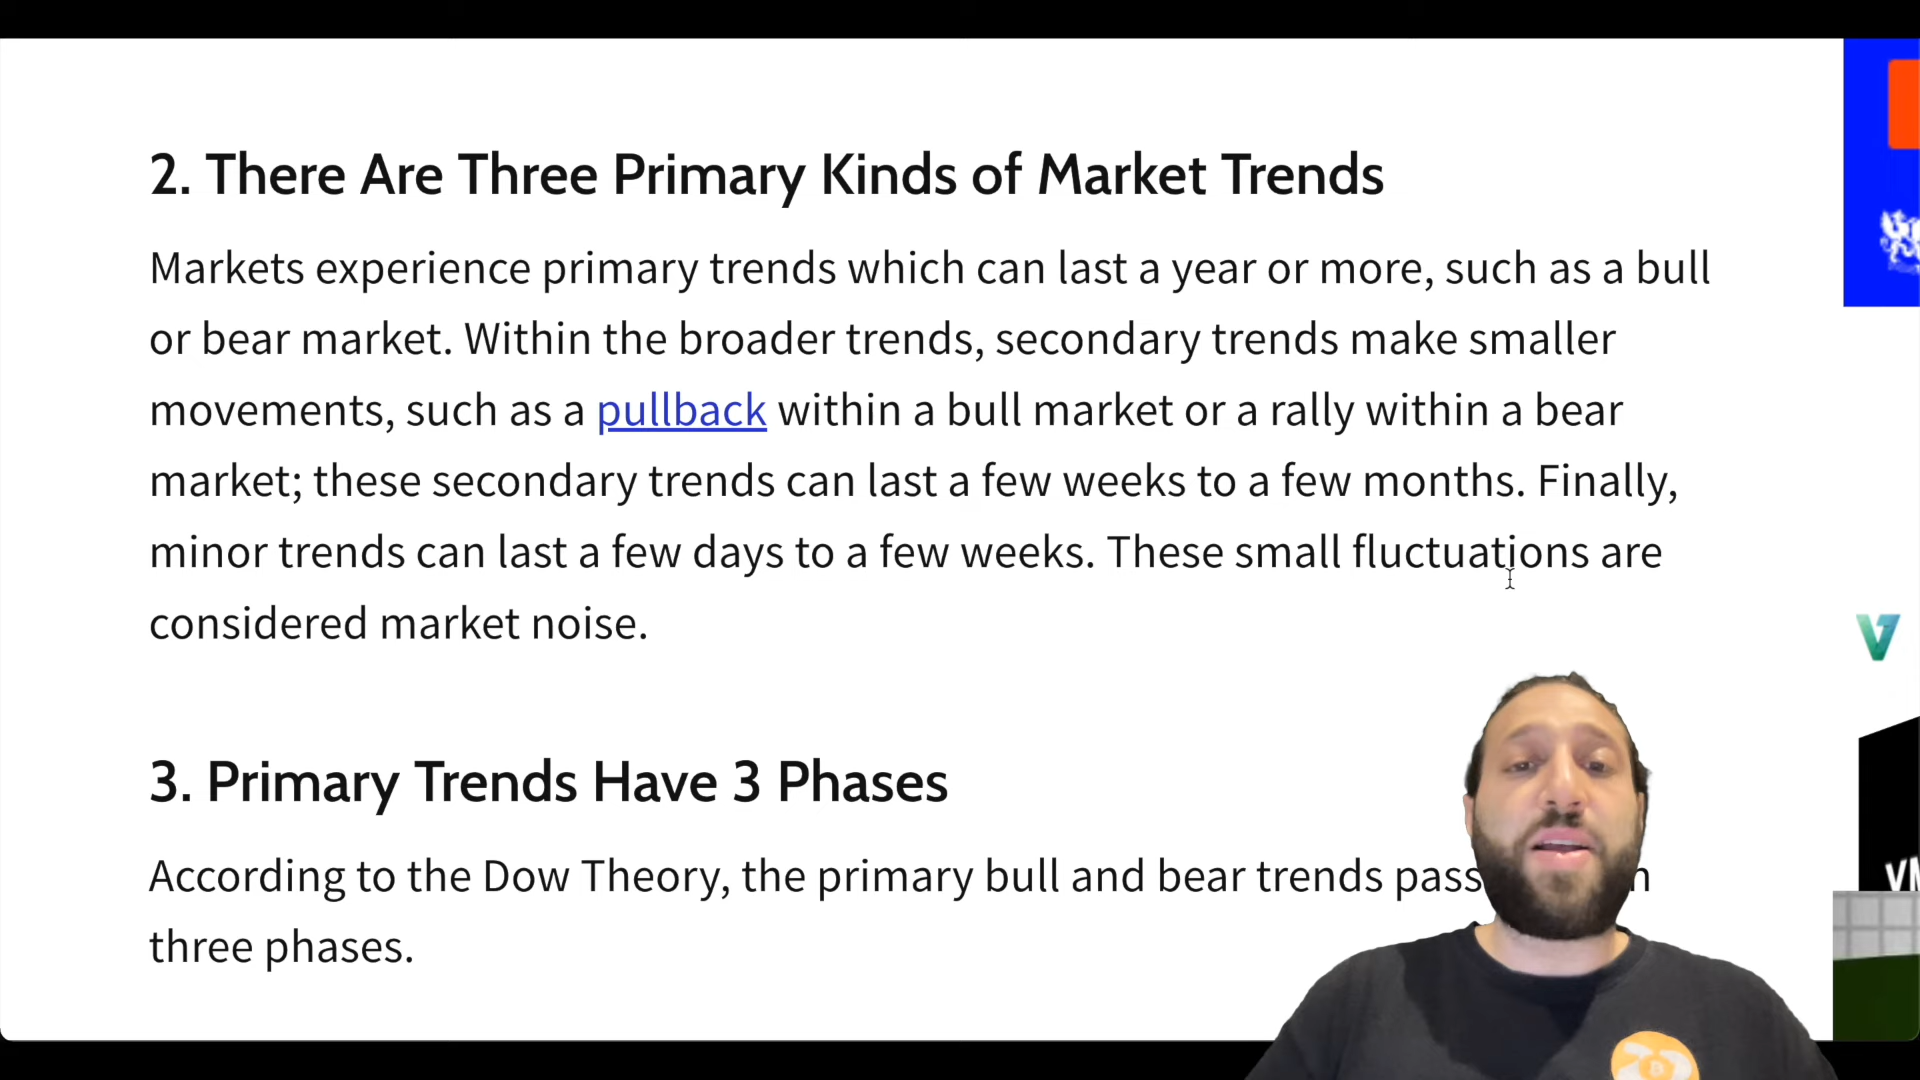 2. There Are Three Primary Kinds of Market Trends
Markets experience primary trends which can last a year or more, such as a bull
or bear market. Within the broader trends, secondary trends make smaller
movements, such as a pullback within a bull market or a rally within a bear
market; these secondary trends can last a few weeks to a few months. Finally,
minor trends can last a few days to a few weeks. These small fluctuations are
considered market noise.
3. Primary Trends Have 3 Phases
According to the Dow Theory, the primary bull and bear trends pass
three phases.